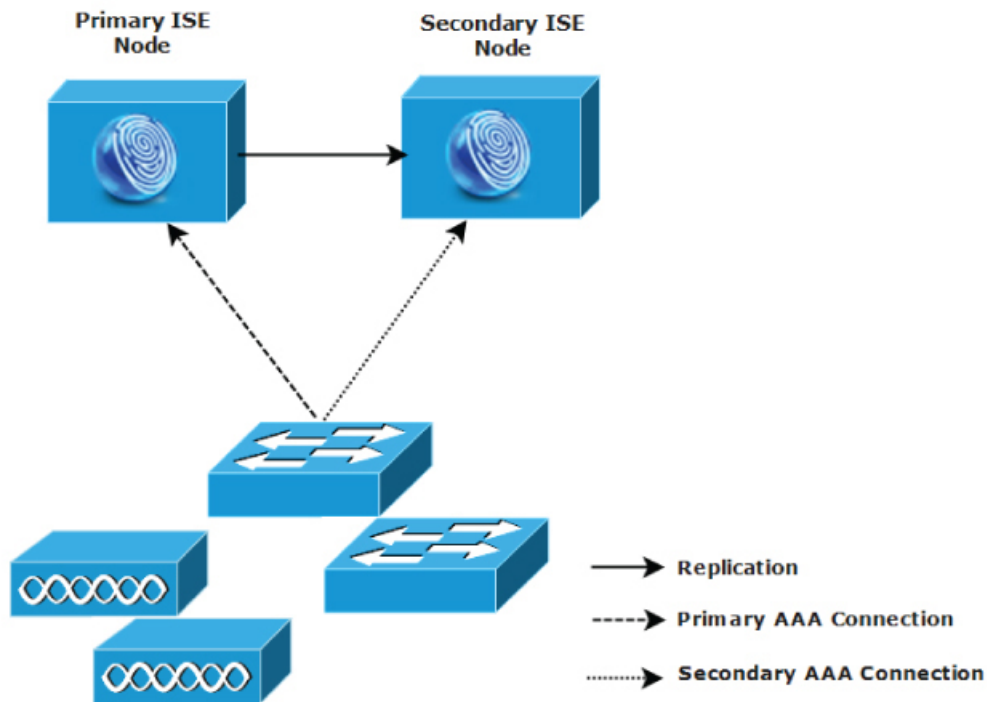 Primary ISE
Node
Secondary ISE
Node
Replication
Primary AAA Connection
Secondary AAA Connection